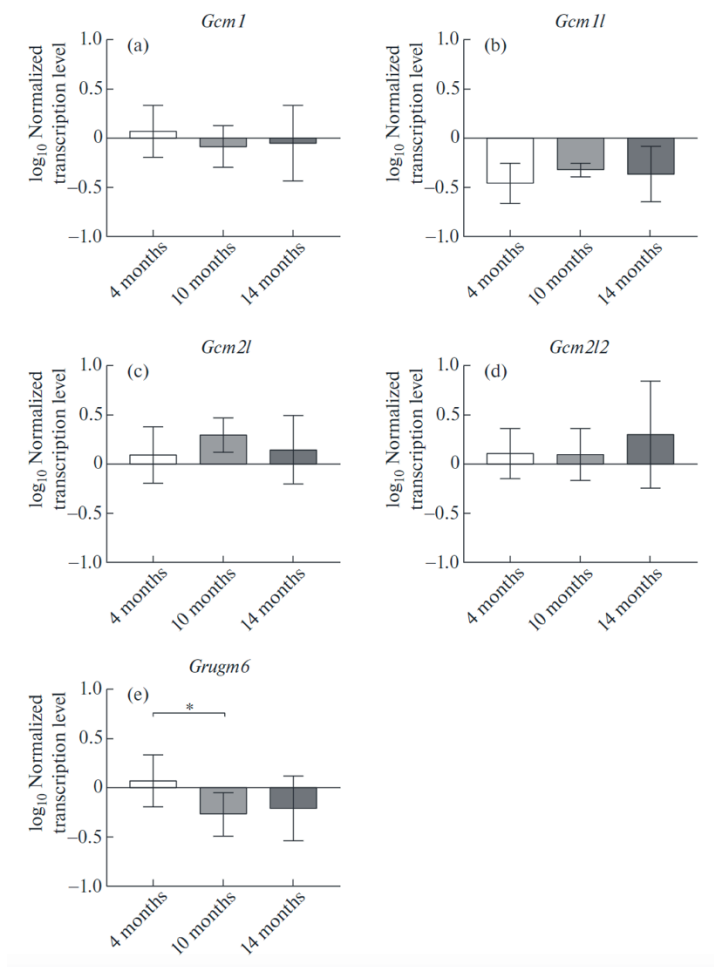 Gcm1
(a)
log10 Normalized
transcription level
1.0
0.5
0
–0.5
–1.0
4 months
10 months
14 months
Gcm1l
(b)
log10 Normalized
transcription level
1.0
0.5
0
–0.5
–1.0
4 months
10 months
14 months
Gcm2l
(c)
log10 Normalized
transcription level
1.0
0.5
0
–0.5
–1.0
4 months
10 months
14 months
Gcm2l2
(d)
log10 Normalized
transcription level
1.0
0.5
0
–0.5
–1.0
4 months
10 months
14 months
Grugm6
(e)
*
log10 Normalized
transcription level
1.0
0.5
0
–0.5
–1.0
4 months
10 months
14 months